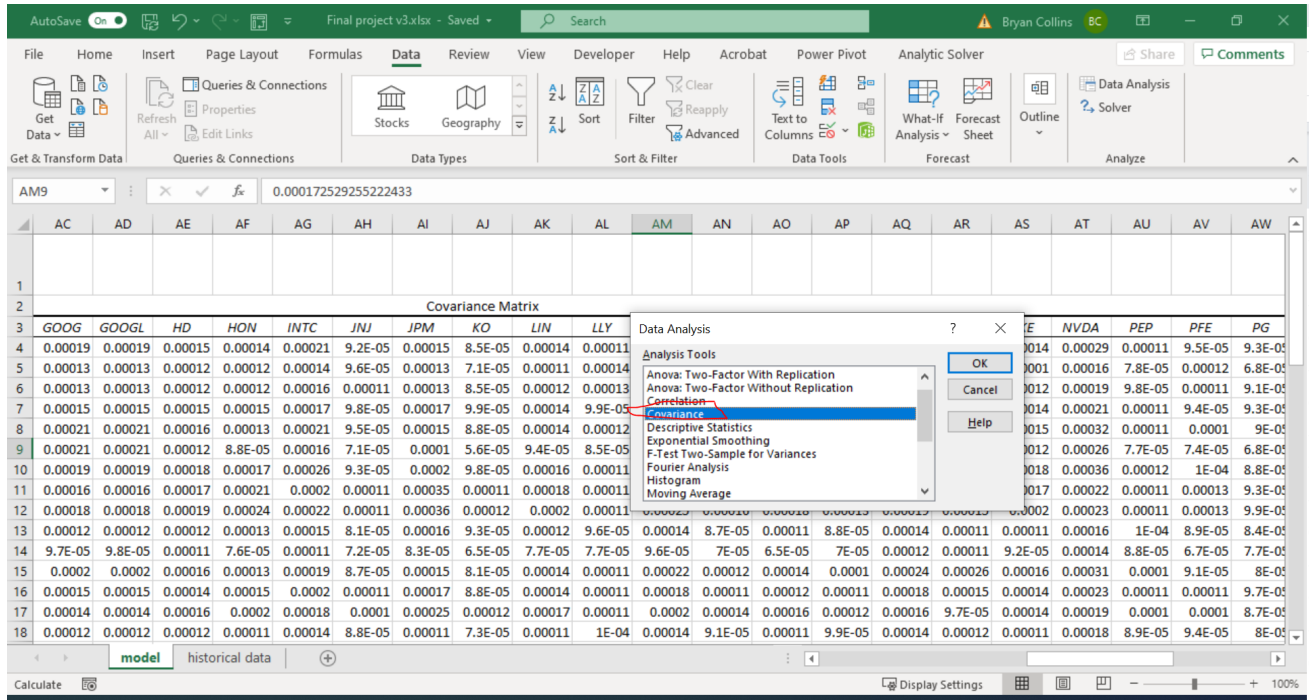 AutoSave On Final project v3.xlsx - Saved Search Bryan Collins BC
File Home Insert Page Layout Formulas Data Review View Developer Help Acrobat Power Pivot Analytic Solver Share Comments
Get Data Refresh All Queries & Connections Properties Edit Links Stocks Geography Sort Filter Clear Reapply Advanced Text to Columns What-If Analysis Forecast Sheet Outline Data Analysis Solver
Get & Transform Data Queries & Connections Data Types Sort & Filter Data Tools Forecast Analyze
AM9 fx 0.000172529255222433
AC AD AE AF AG AH AI AJ AK AL AM AN AO AP AQ AR AS AT AU AV AW
1
2 Covariance Matrix
3 GOOG GOOGL HD HON INTC JNJ JPM KO LIN LLY NVDA PEP PFE PG
4 0.00019 0.00019 0.00015 0.00014 0.00021 9.2E-05 0.00015 8.5E-05 0.00014 0.00011 0.00029 0.00011 9.5E-05 9.3E-05
5 0.00013 0.00013 0.00012 0.00012 0.00014 9.6E-05 0.00013 7.1E-05 0.00011 0.00014 0.00016 7.8E-05 0.00012 6.8E-05
6 0.00013 0.00013 0.00012 0.00012 0.00016 0.00011 0.00013 8.5E-05 0.00012 0.00013 0.00019 9.8E-05 0.00011 9.1E-05
7 0.00015 0.00015 0.00015 0.00015 0.00017 9.8E-05 0.00017 9.9E-05 0.00014 9.9E-05 0.00021 0.00011 9.4E-05 9.3E-05
8 0.00021 0.00021 0.00016 0.00013 0.00021 9.5E-05 0.00015 8.8E-05 0.00014 0.00012 0.00032 0.00011 0.0001 9E-05
9 0.00021 0.00021 0.00012 8.8E-05 0.00016 7.1E-05 0.0001 5.6E-05 9.4E-05 8.5E-05 0.00026 7.7E-05 7.4E-05 6.8E-05
10 0.00019 0.00019 0.00018 0.00017 0.00026 9.3E-05 0.0002 9.8E-05 0.00016 0.00011 0.00036 0.00012 1E-04 8.8E-05
11 0.00016 0.00016 0.00017 0.00021 0.0002 0.00011 0.00035 0.00011 0.00018 0.00011 0.00022 0.00011 0.00013 9.3E-05
12 0.00018 0.00018 0.00019 0.00024 0.00022 0.00011 0.00036 0.00012 0.0002 0.00011 0.0002 0.00023 0.00011 0.00013 9.9E-05
13 0.00012 0.00012 0.00012 0.00013 0.00015 8.1E-05 0.00016 9.3E-05 0.00012 9.6E-05 0.00014 8.7E-05 0.00011 8.8E-05 0.00014 0.00011 0.00011 0.00016 1E-04 8.9E-05 8.4E-05
14 9.7E-05 9.8E-05 0.00011 7.6E-05 0.00011 7.2E-05 8.3E-05 6.5E-05 7.7E-05 7.7E-05 9.6E-05 7E-05 6.5E-05 7E-05 0.00012 0.00011 9.2E-05 0.00014 8.8E-05 6.7E-05 7.7E-05
15 0.0002 0.0002 0.00016 0.00013 0.00019 8.7E-05 0.00015 8.1E-05 0.00014 0.00011 0.00022 0.00012 0.00014 0.0001 0.00024 0.00026 0.00016 0.00031 0.0001 9.1E-05 8E-05
16 0.00015 0.00015 0.00014 0.00015 0.0002 0.00011 0.00017 8.8E-05 0.00014 0.00011 0.00018 0.00011 0.00012 0.00011 0.00018 0.00015 0.00014 0.00023 0.00011 0.00011 9.7E-05
17 0.00014 0.00014 0.00016 0.0002 0.00018 0.0001 0.00025 0.00012 0.00017 0.00011 0.0002 0.00014 0.00016 0.00012 0.00016 9.7E-05 0.00014 0.00019 0.0001 0.0001 8.7E-05
18 0.00012 0.00012 0.00012 0.00011 0.00014 8.8E-05 0.00011 7.3E-05 0.00011 1E-04 0.00014 9.1E-05 0.00011 9.9E-05 0.00014 0.00012 0.00011 0.00018 8.9E-05 9.4E-05 8E-05
Data Analysis ?
Analysis Tools
Anova: Two-Factor With Replication
Anova: Two-Factor Without Replication
Correlation
Covariance
Descriptive Statistics
Exponential Smoothing
F-Test Two-Sample for Variances
Fourier Analysis
Histogram
Moving Average
OK
Cancel
Help
model historical data
Calculate Display Settings 100%